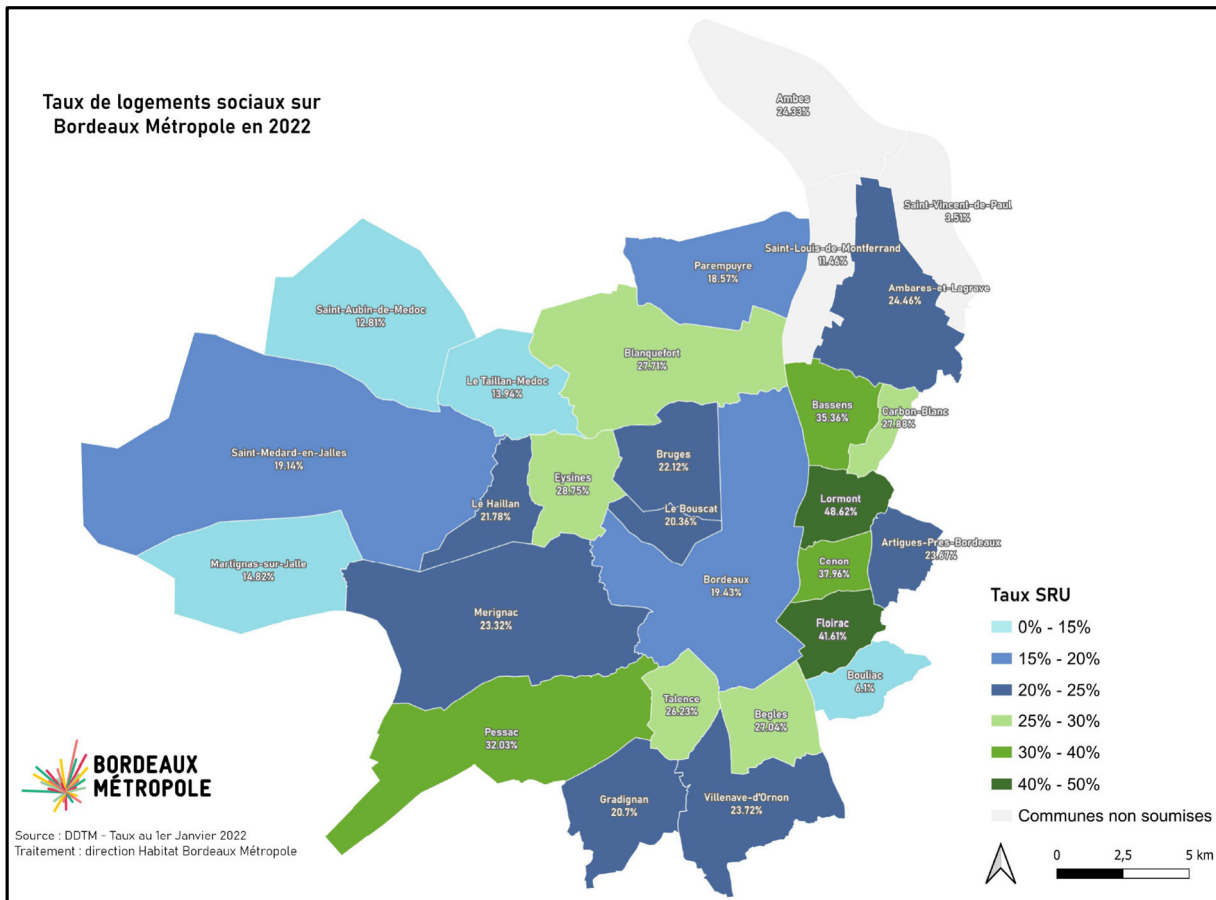 Taux de logements sociaux sur
Bordeaux Métropole en 2022
Ambes
24.33%
Saint-Vincent-de-Paul
3.51%
Saint-Louis-de-Montferrand
11.46%
Parempuyre
18.57%
Ambares-et-Lagrave
24.46%
Saint-Aubin-de-Medoc
12.81%
Blanquefort
27.71%
Le Taillan-Medoc
13.94%
Bassens
35.36%
Carbon-Blanc
27.88%
Saint-Medard-en-Jalles
19.14%
Bruges
22.12%
Eysines
28.75%
Le Haillan
21.78%
Le Bouscat
20.36%
Lormont
48.62%
Artigues-Pres-Bordeaux
23.67%
Martignas-sur-Jalle
14.82%
Cenon
37.96%
Bordeaux
19.43%
Merignac
23.32%
Floirac
41.61%
Bouliac
6.1%
Talence
26.23%
Begles
27.04%
Pessac
32.03%
Gradignan
20.7%
Villenave-d'Ornon
23.72%
Taux SRU
0% - 15%
15% - 20%
20% - 25%
25% - 30%
30% - 40%
40% - 50%
Communes non soumises
0 2,5 5 km
BORDEAUX
MÉTROPOLE
Source : DDTM - Taux au 1er Janvier 2022
Traitement : direction Habitat Bordeaux Métropole